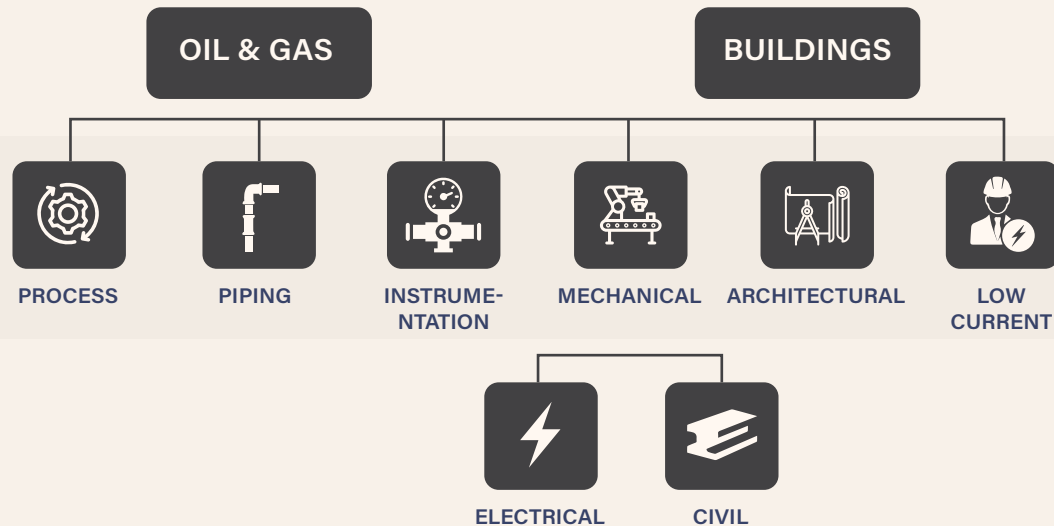 OIL & GAS
BUILDINGS
PROCESS
PIPING
INSTRUME-
NTATION
MECHANICAL
ARCHITECTURAL
LOW
CURRENT
ELECTRICAL
CIVIL